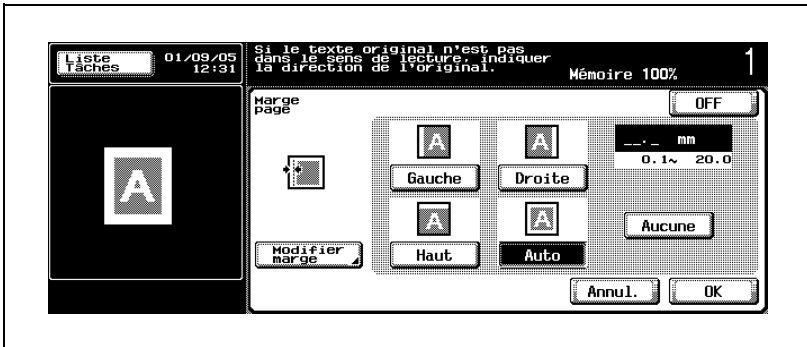 Liste
Tâches
01/09/05
12:31
Si le texte original n'est pas
dans le sens de lecture, indiquer
la direction de l'original.
Mémoire 100%
1
Marge
page
OFF
A
A
A
__._ mm
0.1~ 20.0
Gauche
Droite
A
A
Aucune
Modifier
marge
Haut
Auto
Annul.
OK